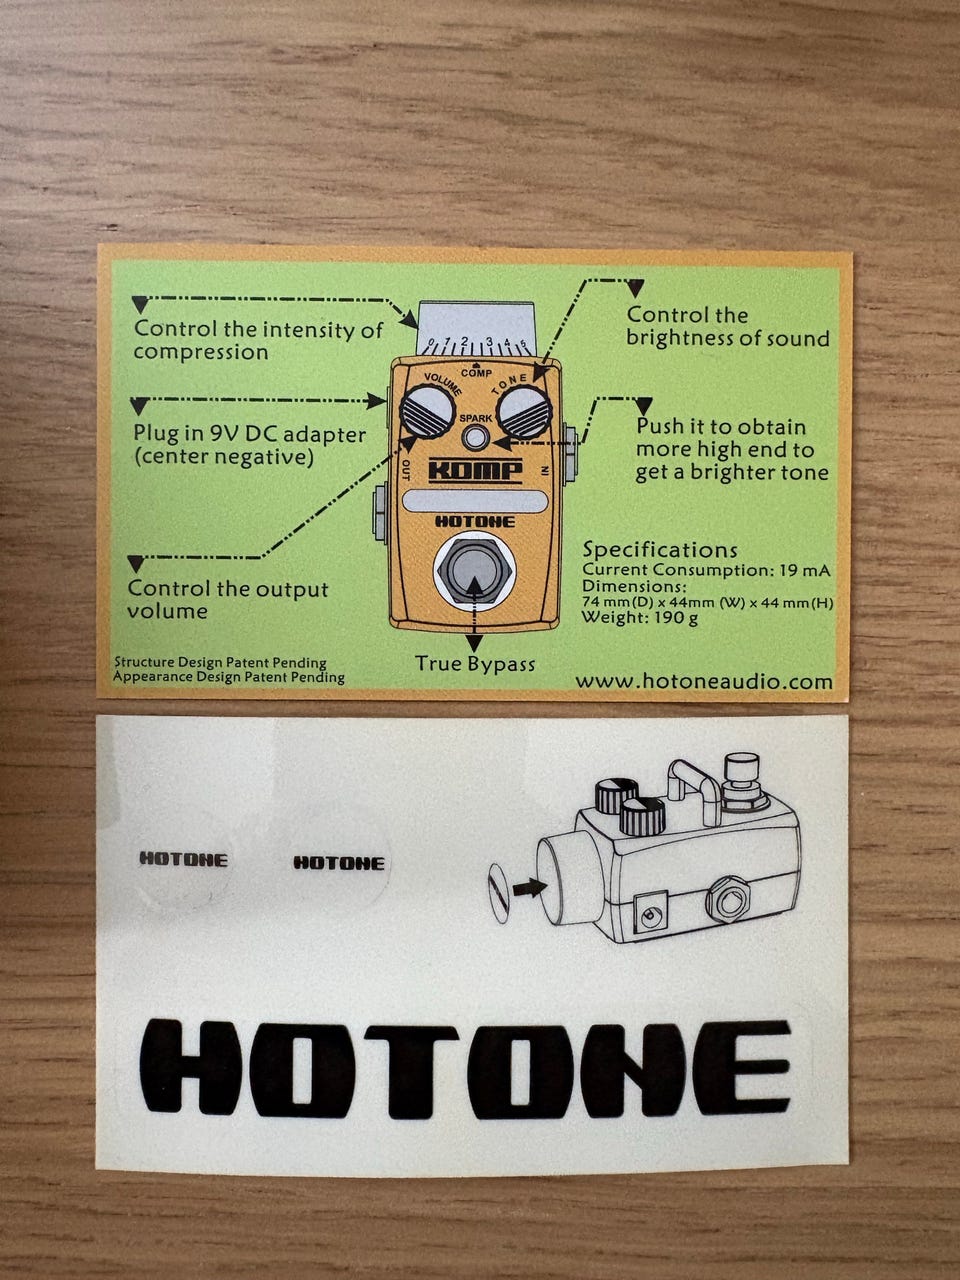 Control the intensity of
compression
Control the
brightness of sound
0 1 2 3 4 5
COMP
VOLUME
TONE
SPARK
Plug in 9V DC adapter
(center negative)
Push it to obtain
more high end to
get a brighter tone
OUT
IN
KOMP
HOTONE
Control the output
volume
Specifications
Current Consumption: 19 mA
Dimensions:
74 mm(D) x 44mm (W) x 44 mm(H)
Weight: 190 g
True Bypass
Structure Design Patent Pending
Appearance Design Patent Pending
www.hotoneaudio.com
HOTONE
HOTONE
HOTONE